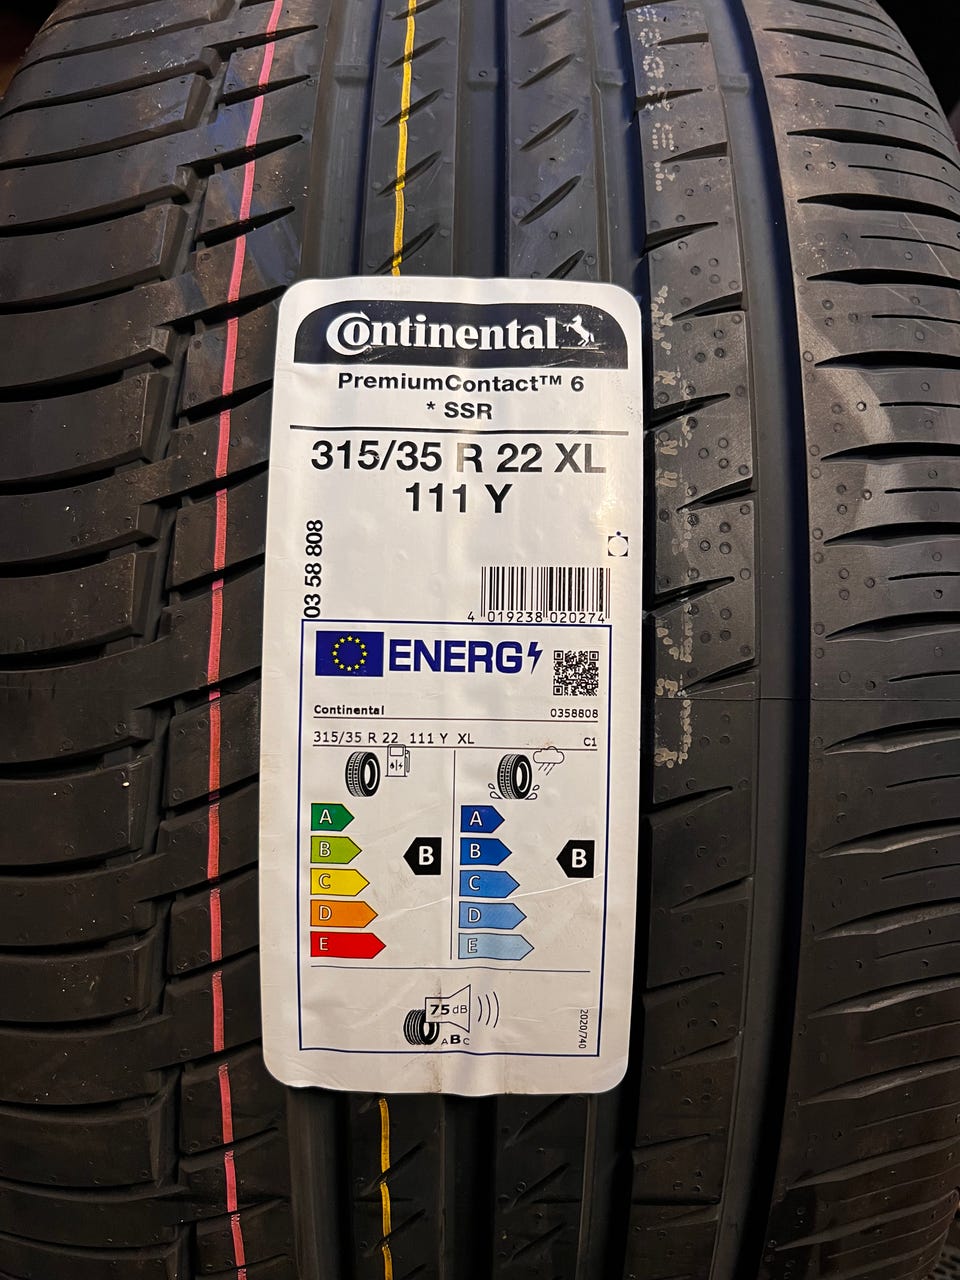 Continental
PremiumContact™ 6
* SSR
315/35 R 22 XL
111 Y
03 58 808
4 019238 020274
ENERG
Continental 0358808
315/35 R 22 111 Y XL C1
A A
B B B B
C C
D D
E E
75 dB
ABC
2020/740